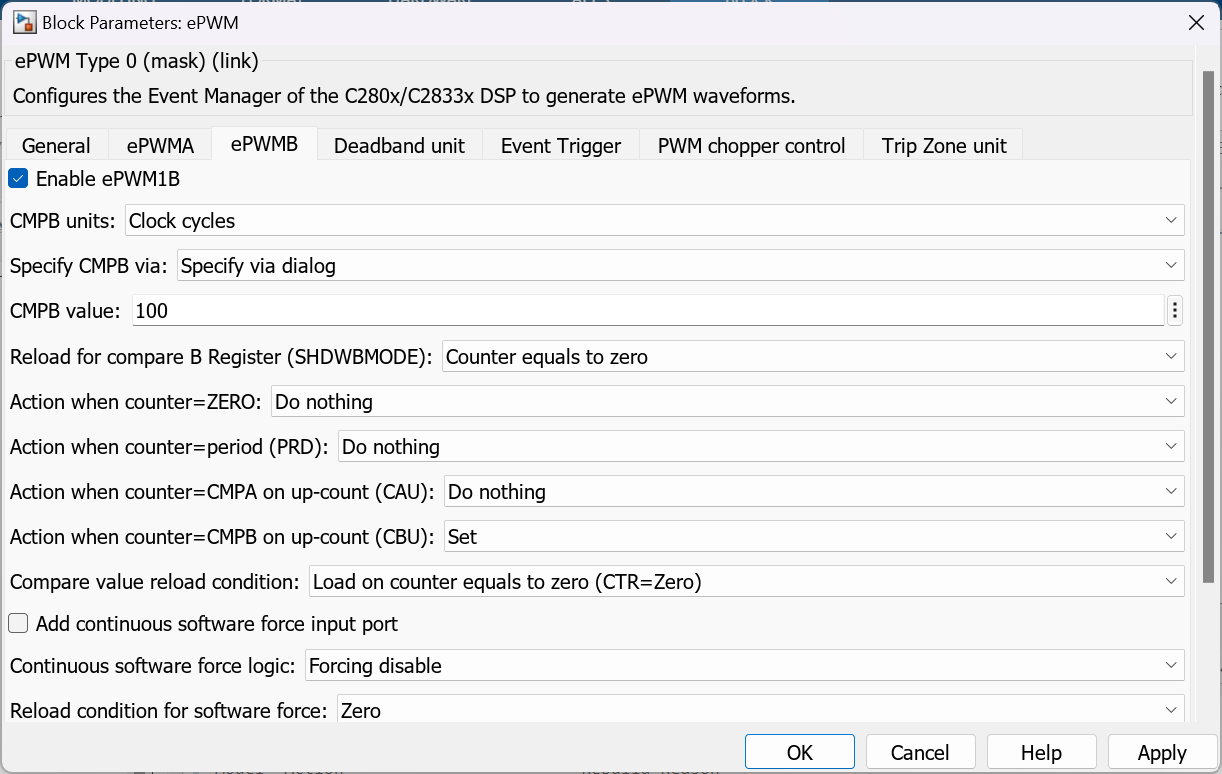 Block Parameters: ePWM
ePWM Type 0 (mask) (link)
Configures the Event Manager of the C280x/C2833x DSP to generate ePWM waveforms.
General ePWMA ePWMB Deadband unit Event Trigger PWM chopper control Trip Zone unit
Enable ePWM1B
CMPB units: Clock cycles
Specify CMPB via: Specify via dialog
CMPB value: 100
Reload for compare B Register (SHDWBMODE): Counter equals to zero
Action when counter=ZERO: Do nothing
Action when counter=period (PRD): Do nothing
Action when counter=CMPA on up-count (CAU): Do nothing
Action when counter=CMPB on up-count (CBU): Set
Compare value reload condition: Load on counter equals to zero (CTR=Zero)
Add continuous software force input port
Continuous software force logic: Forcing disable
Reload condition for software force: Zero
OK Cancel Help Apply